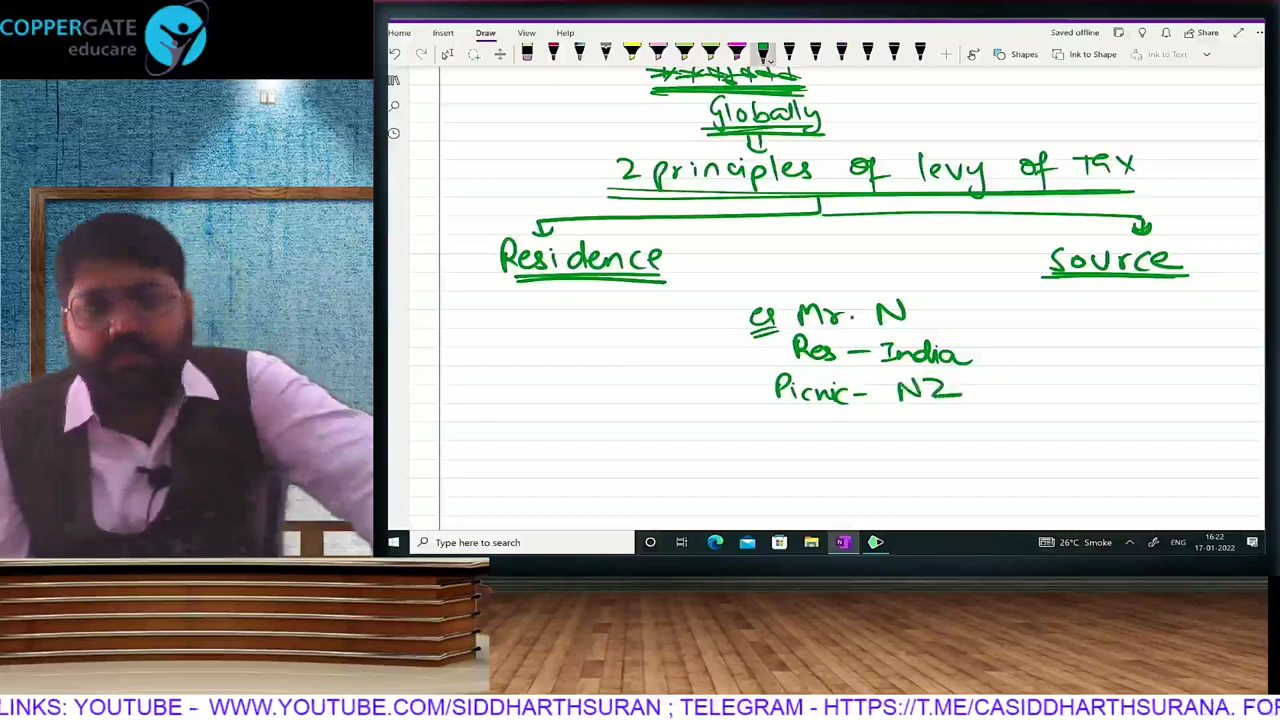 COPPERGATE
educare
Home Insert Draw View Help
Saved offline
Share
Shapes
Ink to Shape
Ink to Text
Globally
2 principles of levy of Tax
Residence
Source
eg Mr. N
Res - India
Picnic - NZ
Type here to search
26°C Smoke
ENG
16:22
17-01-2022
LINKS: YOUTUBE - WWW.YOUTUBE.COM/SIDDHARTHSURAN ; TELEGRAM - HTTPS://T.ME/CASIDDHARTHSURANA. FOR